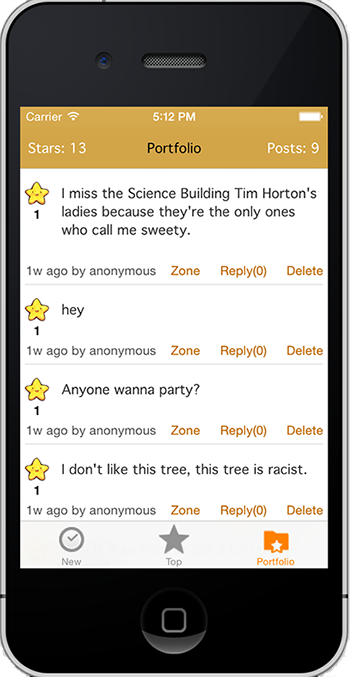 Carrier 5:12 PM
Stars: 13 Portfolio Posts: 9
I miss the Science Building Tim Horton's
ladies because they're the only ones
who call me sweety.
1
1w ago by anonymous Zone Reply(0) Delete
hey
1
1w ago by anonymous Zone Reply(0) Delete
Anyone wanna party?
1
1w ago by anonymous Zone Reply(0) Delete
I don't like this tree, this tree is racist.
1
1w ago by anonymous Zone Reply(0) Delete
New Top Portfolio